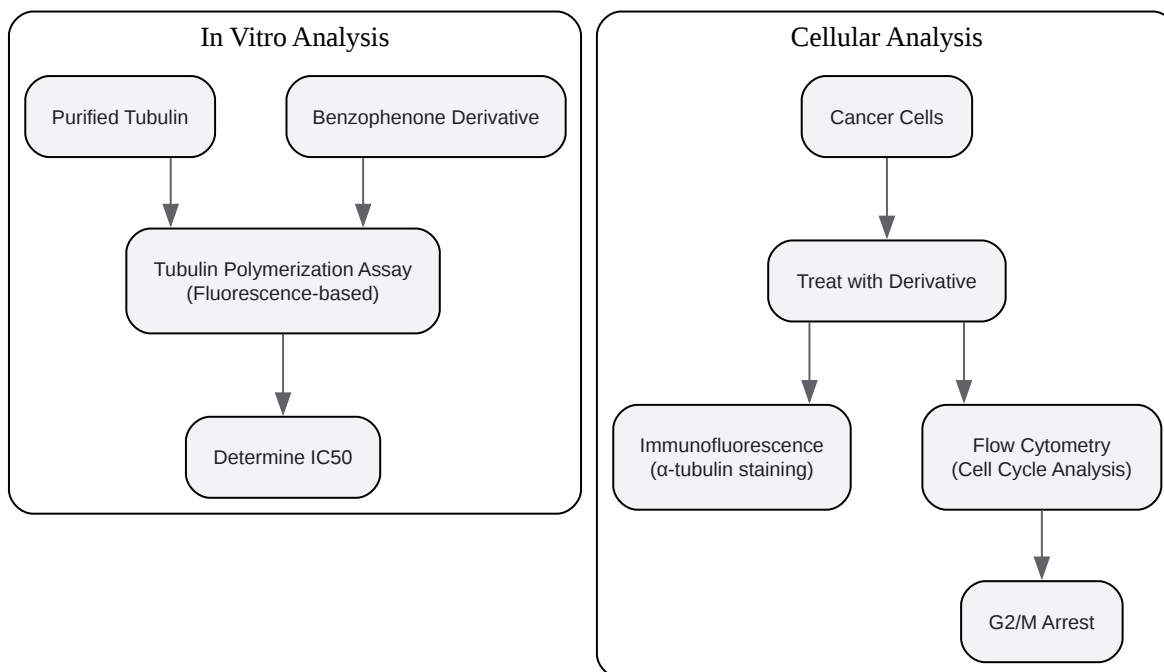 In Vitro Analysis
Purified Tubulin
Benzophenone Derivative
Tubulin Polymerization Assay
(Fluorescence-based)
Determine IC50
Cellular Analysis
Cancer Cells
Treat with Derivative
Immunofluorescence
(α-tubulin staining)
Flow Cytometry
(Cell Cycle Analysis)
G2/M Arrest